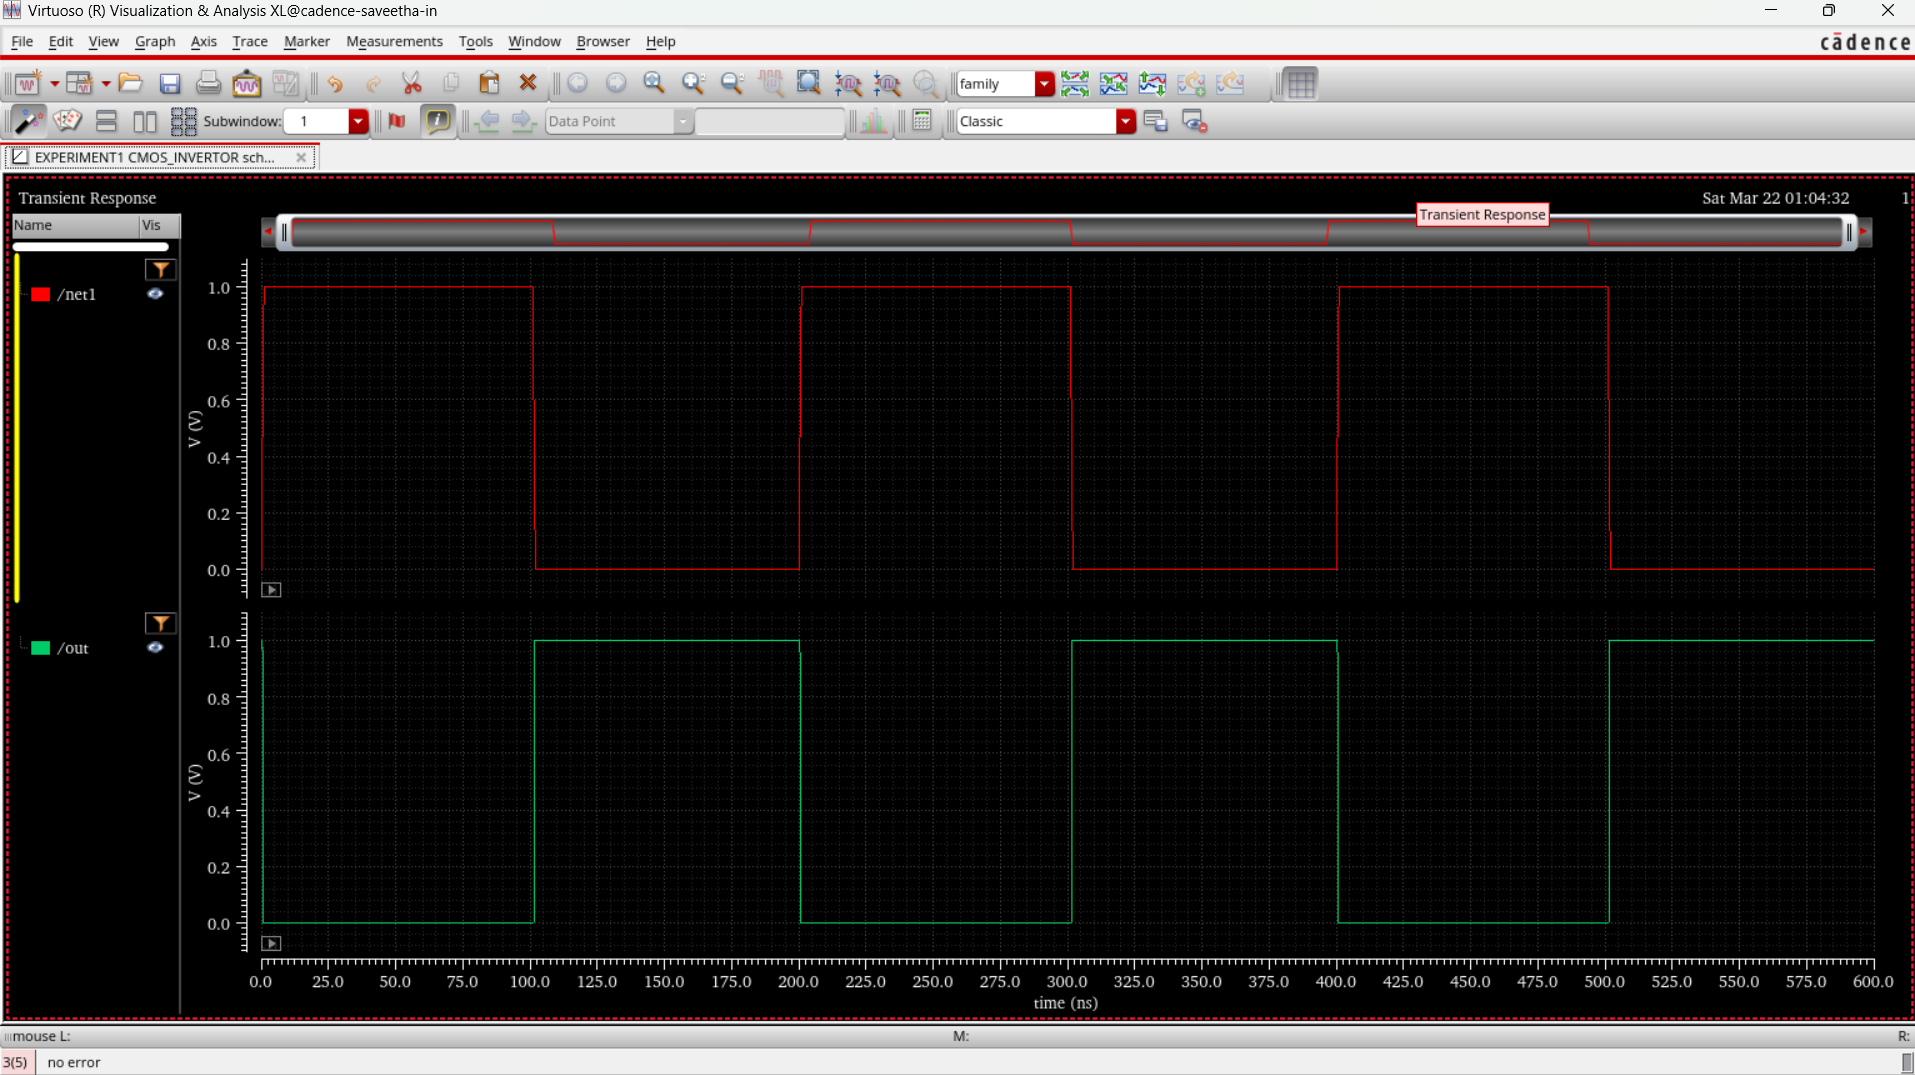 Virtuoso (R) Visualization & Analysis XL@cadence-saveetha-in
File Edit View Graph Axis Trace Marker Measurements Tools Window Browser Help
cādence
family
Subwindow: 1
Data Point
Classic
EXPERIMENT1 CMOS_INVERTOR sch...
Transient Response
Sat Mar 22 01:04:32 1
Name Vis
Transient Response
/net1
1.0
0.8
0.6
0.4
0.2
0.0
V (V)
/out
1.0
0.8
0.6
0.4
0.2
0.0
V (V)
0.0 25.0 50.0 75.0 100.0 125.0 150.0 175.0 200.0 225.0 250.0 275.0 300.0 325.0 350.0 375.0 400.0 425.0 450.0 475.0 500.0 525.0 550.0 575.0 600.0
time (ns)
mouse L: M: R:
3(5) no error